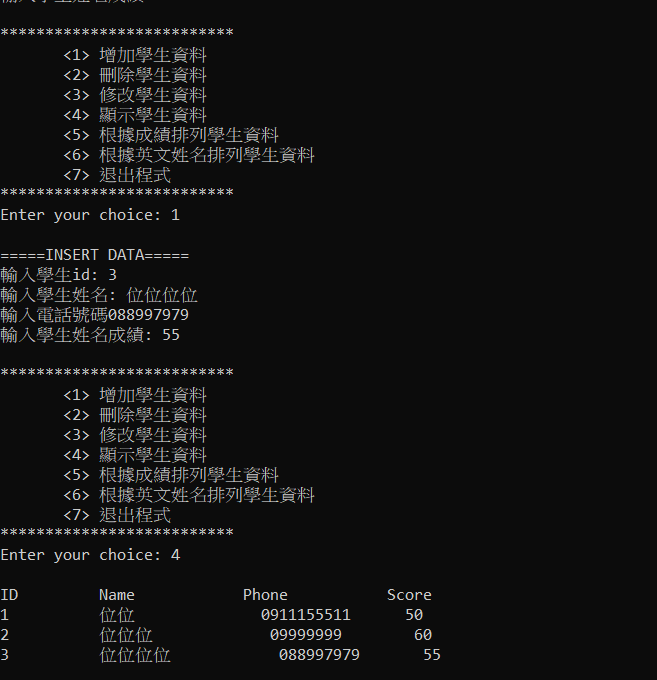 輸入學生姓名成績
**************************
<1> 增加學生資料
<2> 刪除學生資料
<3> 修改學生資料
<4> 顯示學生資料
<5> 根據成績排列學生資料
<6> 根據英文姓名排列學生資料
<7> 退出程式
**************************
Enter your choice: 1
=====INSERT DATA=====
輸入學生id: 3
輸入學生姓名: 位位位位
輸入電話號碼088997979
輸入學生姓名成績: 55
**************************
<1> 增加學生資料
<2> 刪除學生資料
<3> 修改學生資料
<4> 顯示學生資料
<5> 根據成績排列學生資料
<6> 根據英文姓名排列學生資料
<7> 退出程式
**************************
Enter your choice: 4
ID Name Phone Score
1 位位 0911155511 50
2 位位位 09999999 60
3 位位位位 088997979 55